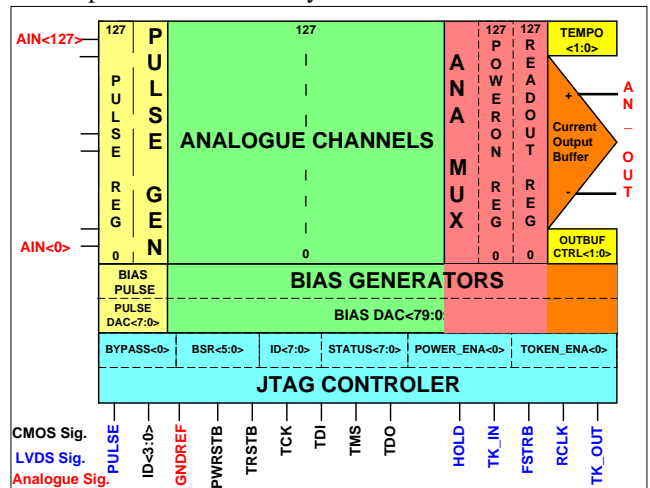 AIN<127>
127
PULSE REG
0
PULSE GEN
127
ANALOGUE CHANNELS
0
ANA MUX
127
POWERON REG
0
127
READOUT REG
0
TEMPO
<1:0>
+
Current
Output
Buffer
-
AN_OUT
OUTBUF
CTRL<1:0>
AIN<0>
BIAS
PULSE
BIAS GENERATORS
PULSE
DAC<7:0>
BIAS DAC<79:0
BYPASS<0>
BSR<5:0>
ID<7:0>
STATUS<7:0>
POWER_ENA<0>
TOKEN_ENA<0>
JTAG CONTROLER
CMOS Sig.
LVDS Sig.
Analogue Sig.
PULSE
ID<3:0>
GNDREF
PWRSTB
TRSTB
TCK
TDI
TMS
TDO
HOLD
TK_IN
FSTRB
RCLK
TK_OUT